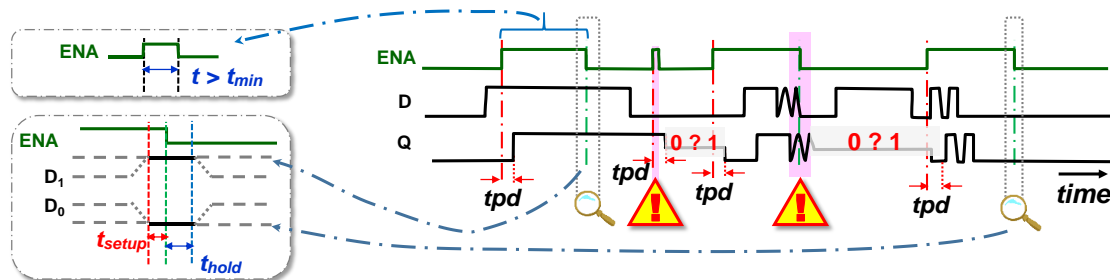 ENA
t > tmin
ENA
D1
D0
tsetup
thold
ENA
D
Q
0 ? 1
0 ? 1
tpd
tpd
tpd
tpd
!
!
time